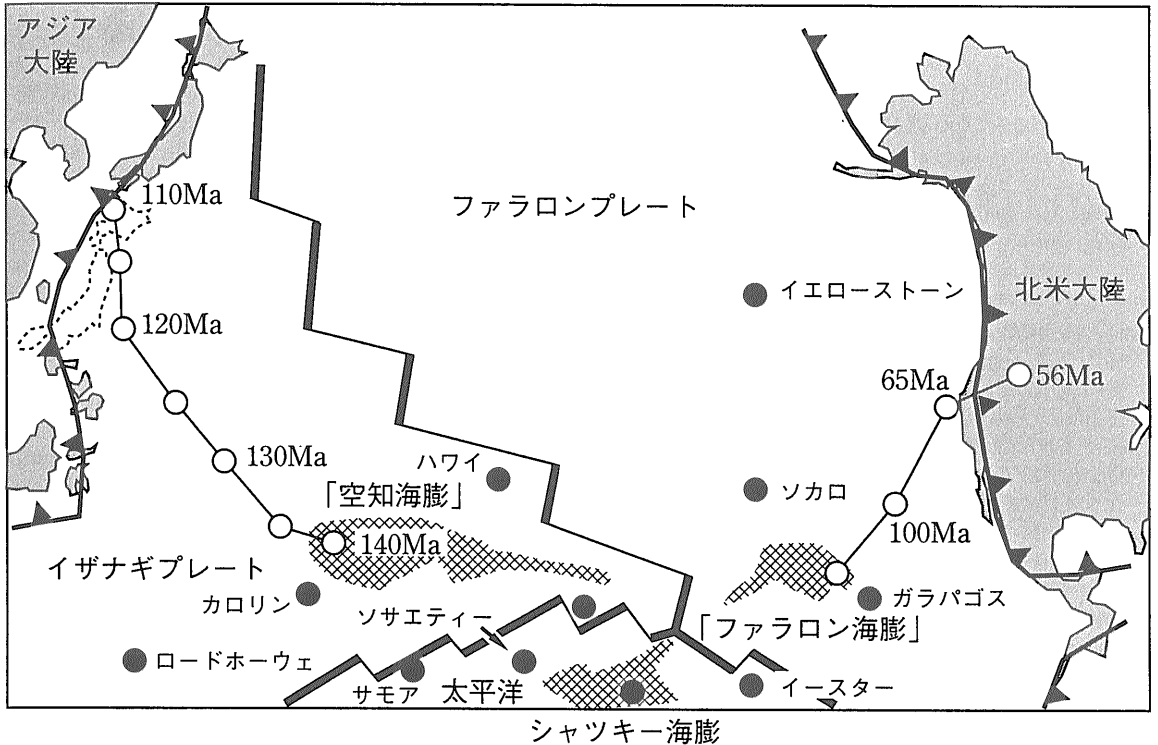 アジア
大陸
110Ma
ファラロンプレート
イエローストーン
北米大陸
120Ma
65Ma
56Ma
130Ma
ハワイ
ソカロ
「空知海膨」
100Ma
140Ma
イザナギプレート
カロリン
ガラパゴス
ソサエティー
「ファラロン海膨」
ロードホーウェ
サモア
太平洋
イースター
シャツキー海膨